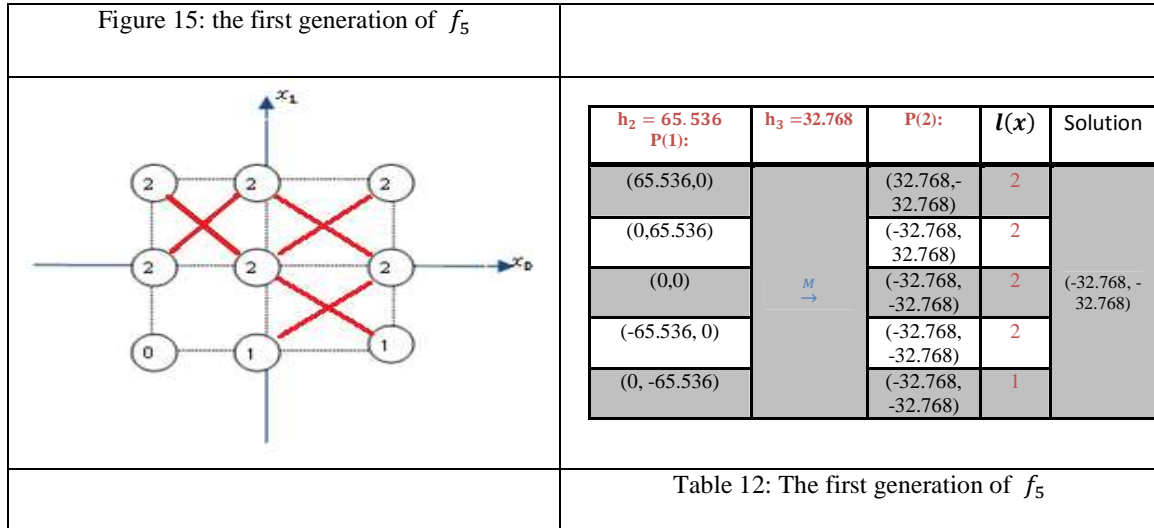 Figure 15: the first generation of f₅
x₁
2 2 2
2 2 2
x₀
0 1 1
h₂ = 65.536 h₃ =32.768 P(2): l(x) Solution
P(1):
(65.536,0) (32.768,- 2
32.768)
(0,65.536) (-32.768, 2
32.768)
(0,0) M (-32.768, 2 (-32.768, -
→ -32.768) 32.768)
(-65.536, 0) (-32.768, 2
-32.768)
(0, -65.536) (-32.768, 1
-32.768)
Table 12: The first generation of f₅